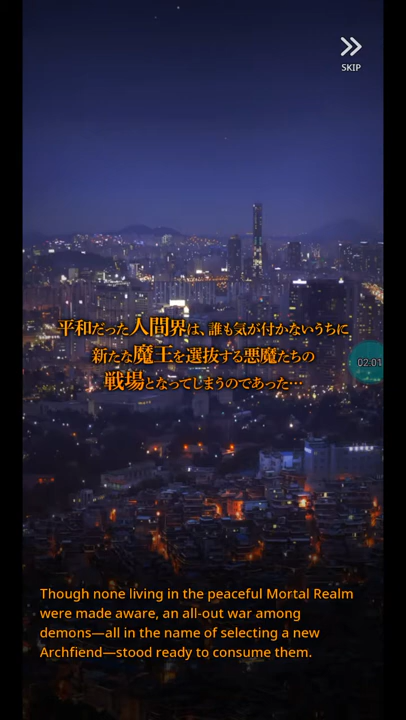 SKIP
平和だった人間界は、誰も気が付かないうちに
新たな魔王を選抜する悪魔たちの
戦場となってしまうのであった…
02:01
Though none living in the peaceful Mortal Realm
were made aware, an all-out war among
demons—all in the name of selecting a new
Archfiend—stood ready to consume them.